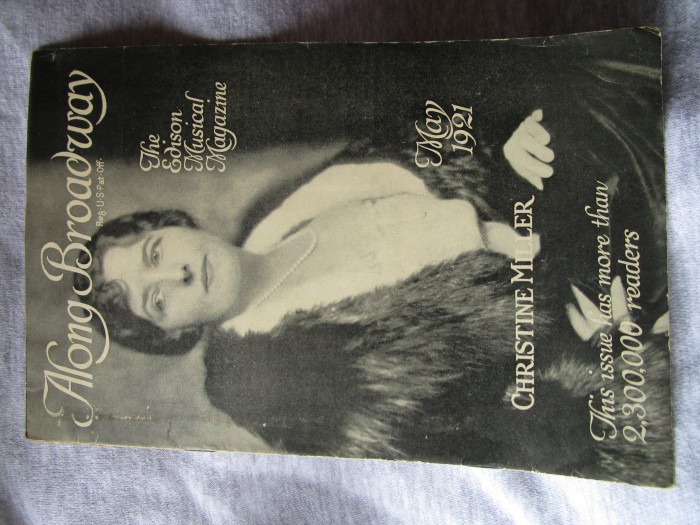 Along Broadway
Reg·U·S·Pat·Off·
The
Edison
Musical
Magazine
May
1921
CHRISTINE MILLER
This issue has more than
2,300,000 readers